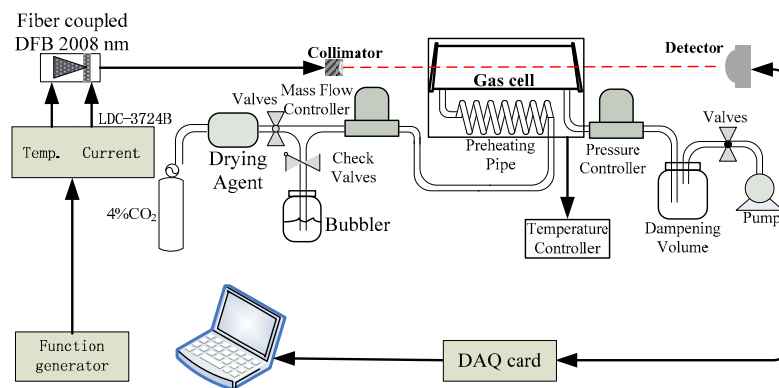 Fiber coupled
DFB 2008 nm
Collimator
Detector
Gas cell
Mass Flow
Controller
Valves
LDC-3724B
Temp. Current
Drying
Agent
Check
Valves
Preheating
Pipe
Pressure
Controller
Valves
4%CO₂
Bubbler
Temperature
Controller
Dampening
Volume
Pump
Function
generator
DAQ card